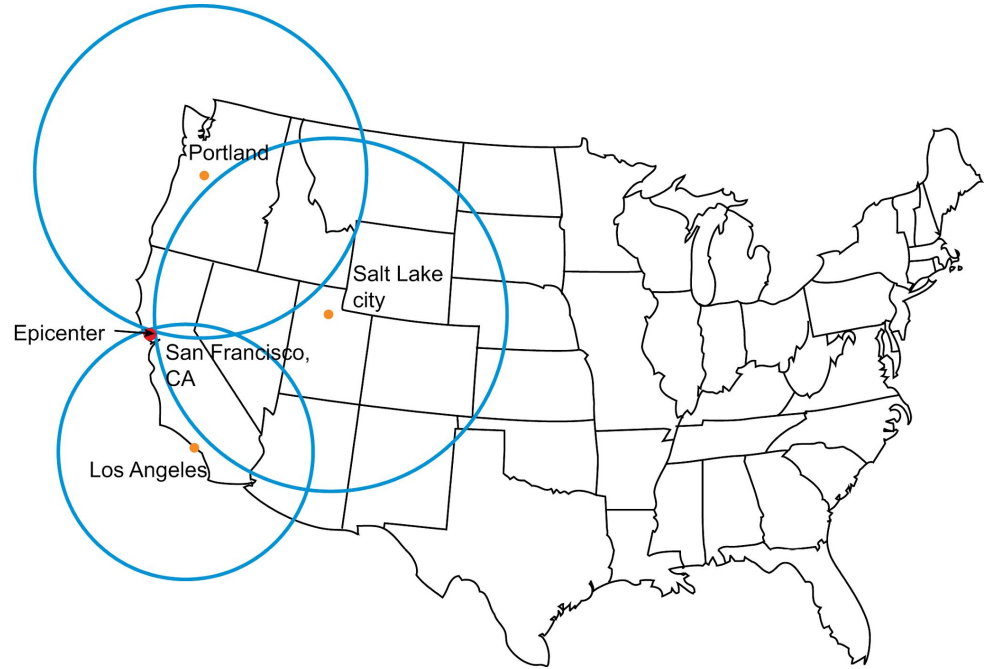 Portland
Salt Lake
city
Epicenter
San Francisco,
CA
Los Angeles